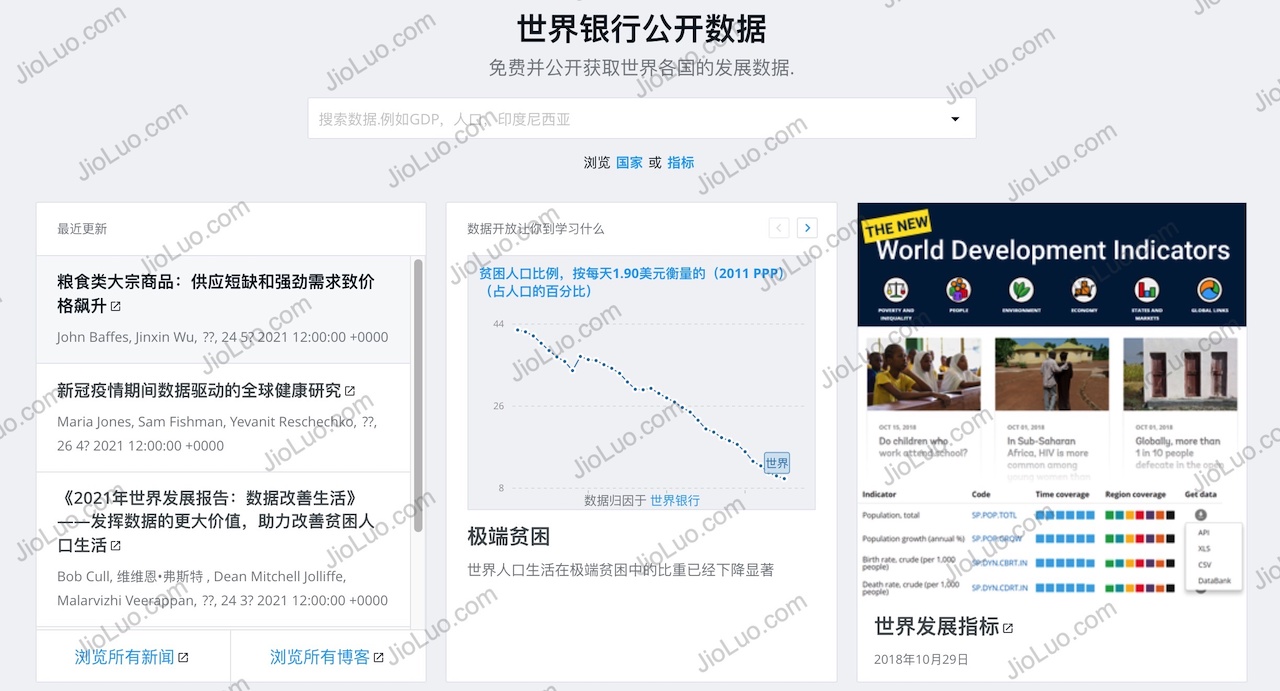 世界银行公开数据
免费并公开获取世界各国的发展数据.
搜索数据.例如GDP，人口，印度尼西亚
浏览 国家 或 指标
最近更新
粮食类大宗商品：供应短缺和强劲需求致价
格飙升
John Baffes, Jinxin Wu, ??, 24 5? 2021 12:00:00 +0000
新冠疫情期间数据驱动的全球健康研究
Maria Jones, Sam Fishman, Yevanit Reschechko, ??,
26 4? 2021 12:00:00 +0000
《2021年世界发展报告：数据改善生活》
——发挥数据的更大价值，助力改善贫困人
口生活
Bob Cull, 维维恩•弗斯特 , Dean Mitchell Jolliffe,
Malarvizhi Veerappan, ??, 24 3? 2021 12:00:00 +0000
浏览所有新闻
浏览所有博客
数据开放让你到学习什么
贫困人口比例，按每天1.90美元衡量的（2011 PPP）
（占人口的百分比）
44
26
8
世界
数据归因于 世界银行
极端贫困
世界人口生活在极端贫困中的比重已经下降显著
THE NEW
World Development Indicators
POVERTY AND
INEQUALITY
PEOPLE
ENVIRONMENT
ECONOMY
STATES AND
MARKETS
GLOBAL LINKS
OCT 15, 2018
Do children who
work attend school?
OCT 01, 2018
In Sub-Saharan
Africa, HIV is more
common among
young women than
OCT 01, 2018
Globally, more than
1 in 10 people
defecate in the open
Indicator Code Time coverage Region coverage Get data
Population, total SP.POP.TOTL
Population growth (annual %) SP.POP.GROW
Birth rate, crude (per 1,000
people) SP.DYN.CBRT.IN
Death rate, crude (per 1,000
people) SP.DYN.CDRT.IN
API
XLS
CSV
DataBank
世界发展指标
2018年10月29日
JioLuo.com